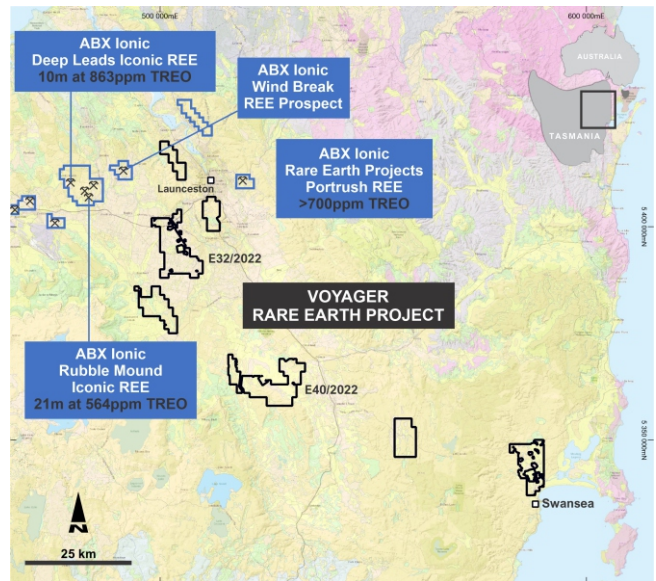 500 000mE
600 000mE
ABX Ionic
Deep Leads Iconic REE
10m at 863ppm TREO
ABX Ionic
Wind Break
REE Prospect
AUSTRALIA
TASMANIA
ABX Ionic
Rare Earth Projects
Portrush REE
>700ppm TREO
Launceston
5 400 000mN
E32/2022
VOYAGER
RARE EARTH PROJECT
ABX Ionic
Rubble Mound
Iconic REE
21m at 564ppm TREO
E40/2022
5 350 000mN
Swansea
25 km